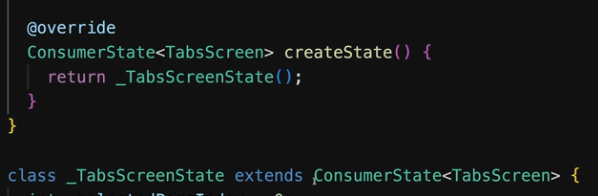 @override
ConsumerState<TabsScreen> createState() {
return _TabsScreenState();
}
}
class _TabsScreenState extends ConsumerState<TabsScreen> {